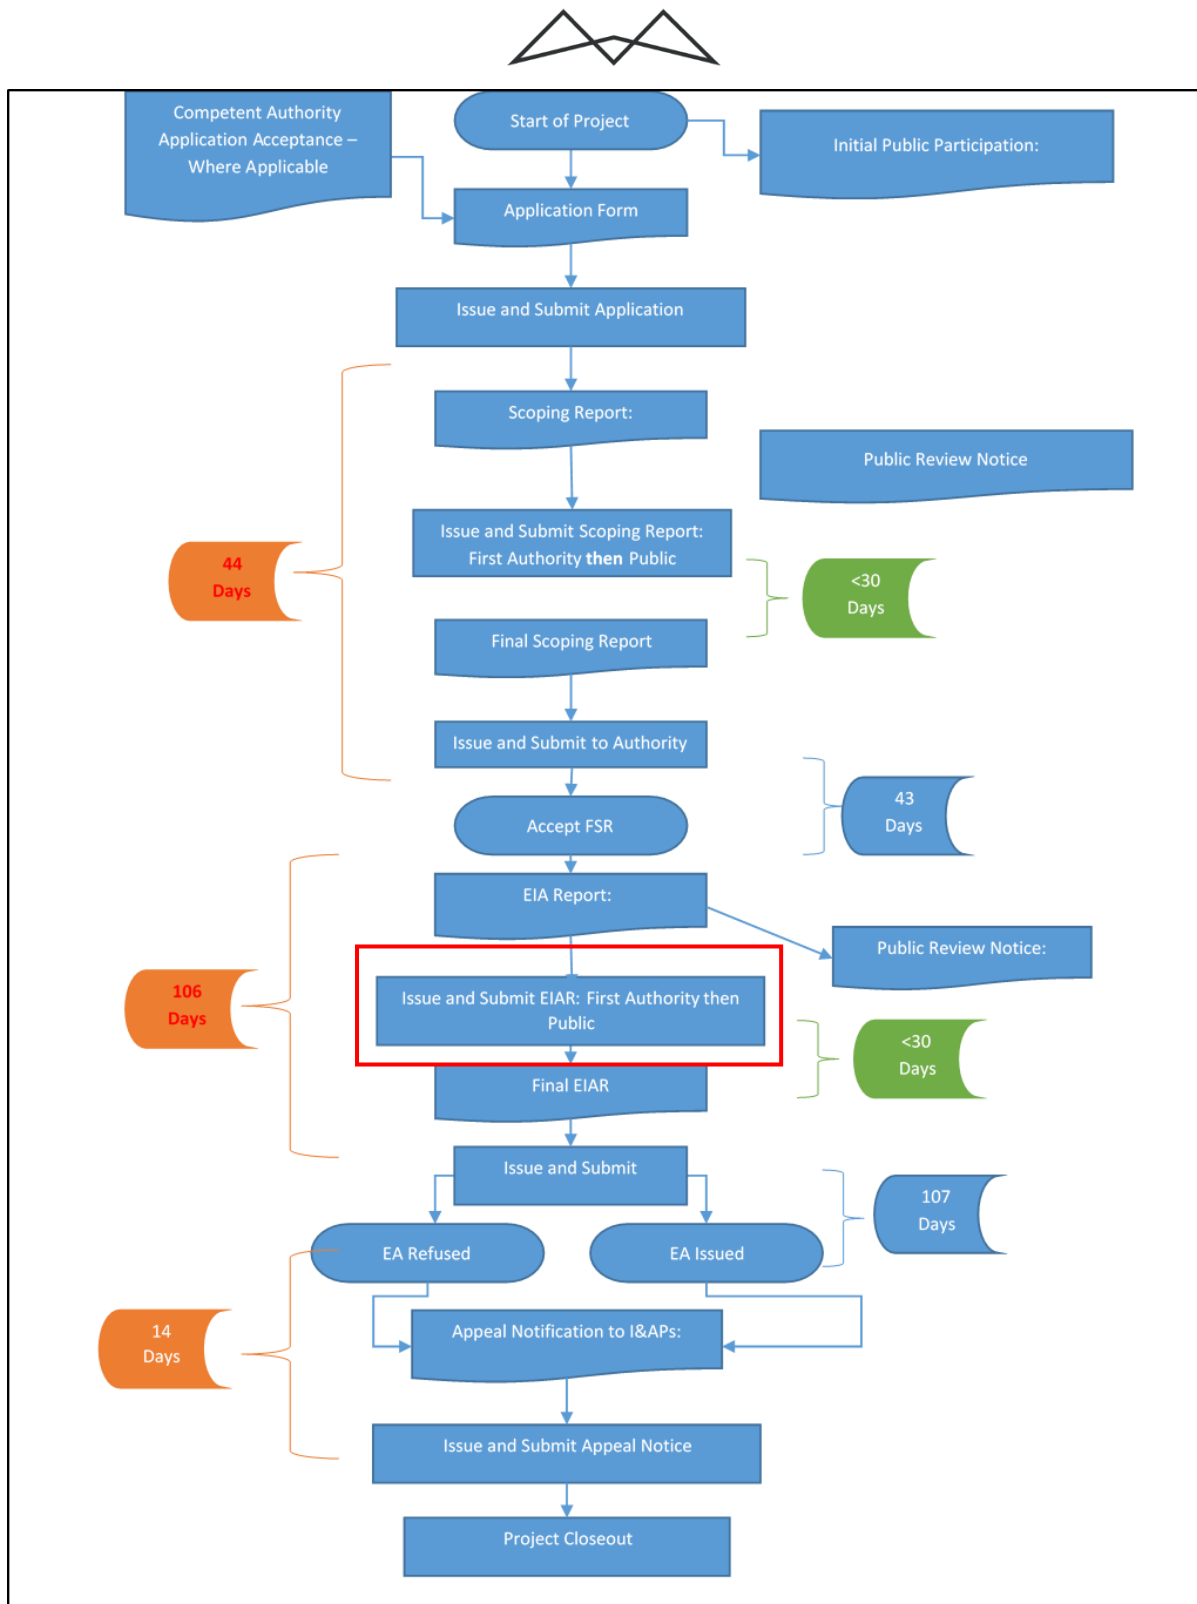 Competent Authority
Application Acceptance –
Where Applicable
Start of Project
Initial Public Participation:
Application Form
Issue and Submit Application
Scoping Report:
Public Review Notice
Issue and Submit Scoping Report:
First Authority then Public
44
Days
<30
Days
Final Scoping Report
Issue and Submit to Authority
43
Days
Accept FSR
EIA Report:
Public Review Notice:
106
Days
Issue and Submit EIAR: First Authority then
Public
<30
Days
Final EIAR
Issue and Submit
107
Days
EA Refused
EA Issued
14
Days
Appeal Notification to I&APs:
Issue and Submit Appeal Notice
Project Closeout